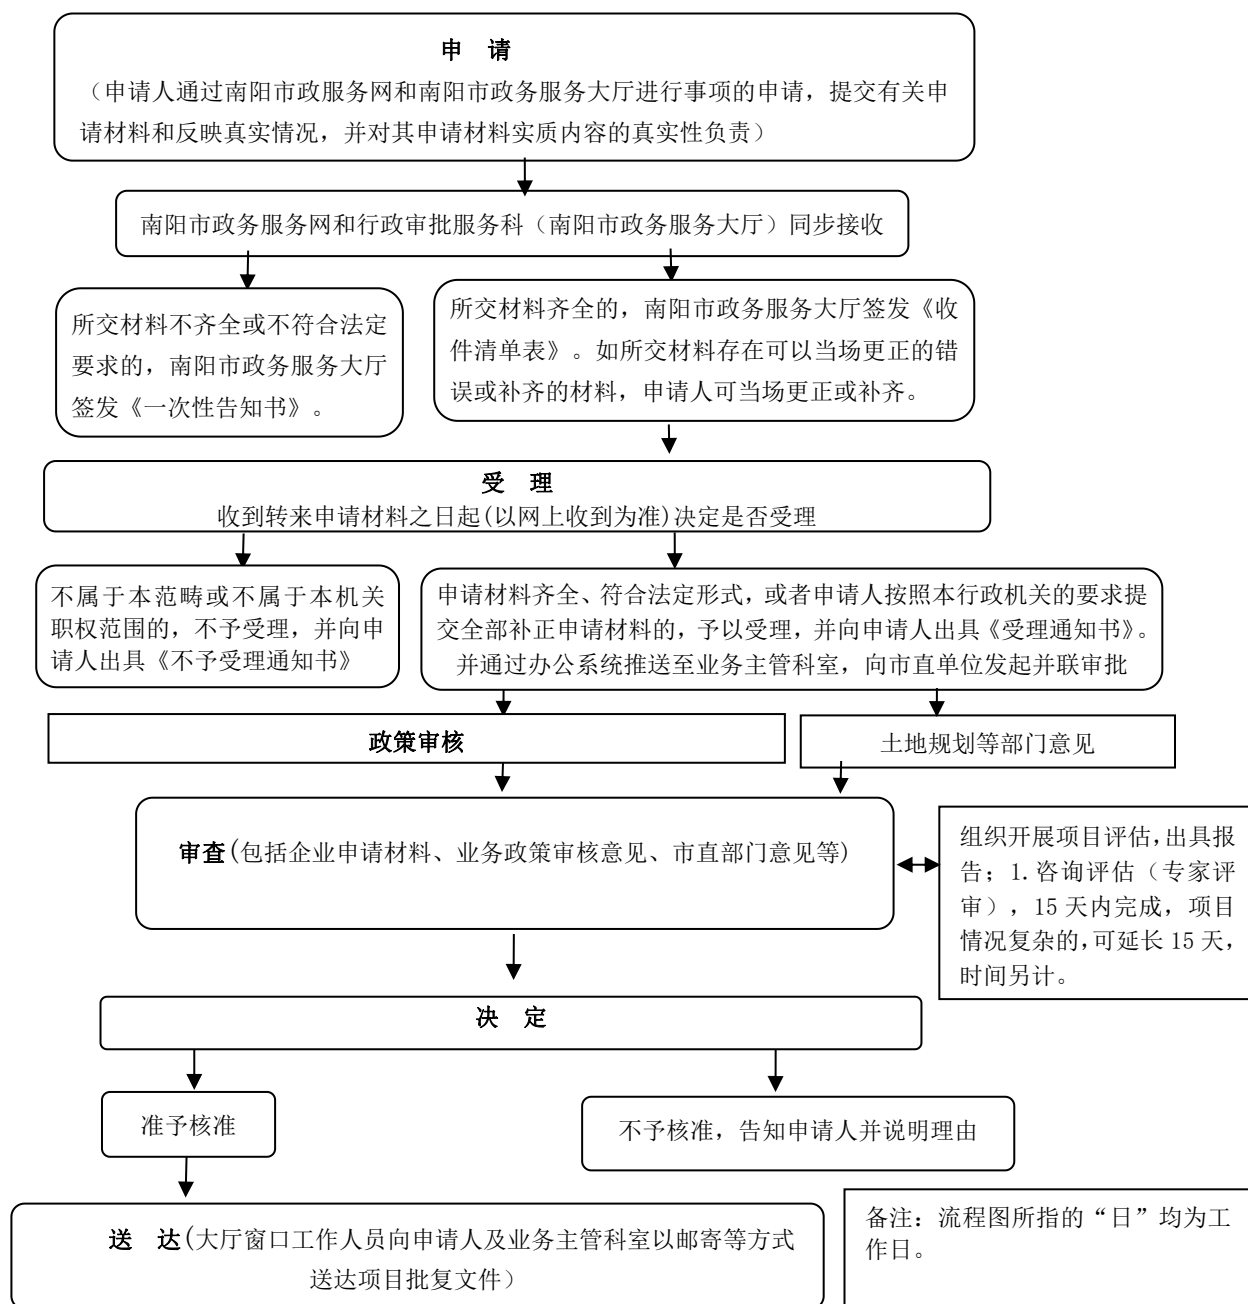 申 请
（申请人通过南阳市政服务网和南阳市政务服务大厅进行事项的申请，提交有关申
请材料和反映真实情况，并对其申请材料实质内容的真实性负责）
南阳市政务服务网和行政审批服务科（南阳市政务服务大厅）同步接收
所交材料不齐全或不符合法定
要求的，南阳市政务服务大厅
签发《一次性告知书》。
所交材料齐全的，南阳市政务服务大厅签发《收
件清单表》。如所交材料存在可以当场更正的错
误或补齐的材料，申请人可当场更正或补齐。
受 理
收到转来申请材料之日起(以网上收到为准)决定是否受理
不属于本范畴或不属于本机关
职权范围的，不予受理，并向申
请人出具《不予受理通知书》
申请材料齐全、符合法定形式，或者申请人按照本行政机关的要求提
交全部补正申请材料的，予以受理，并向申请人出具《受理通知书》。
并通过办公系统推送至业务主管科室，向市直单位发起并联审批
政策审核
土地规划等部门意见
审查(包括企业申请材料、业务政策审核意见、市直部门意见等)
组织开展项目评估，出具报
告；1.咨询评估（专家评
审），15 天内完成，项目
情况复杂的，可延长 15 天，
时间另计。
决 定
准予核准
不予核准，告知申请人并说明理由
送 达(大厅窗口工作人员向申请人及业务主管科室以邮寄等方式
送达项目批复文件）
备注：流程图所指的“日”均为工
作日。